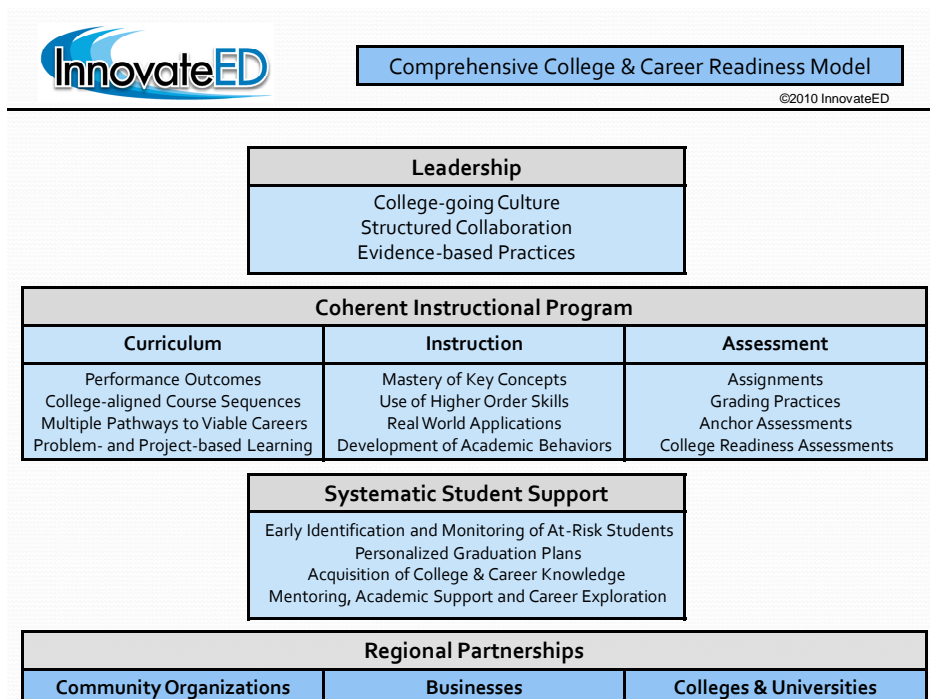 InnovateED
Comprehensive College & Career Readiness Model
©2010 InnovateED
Leadership
College-going Culture
Structured Collaboration
Evidence-based Practices
Coherent Instructional Program
Curriculum
Instruction
Assessment
Performance Outcomes
College-aligned Course Sequences
Multiple Pathways to Viable Careers
Problem- and Project-based Learning
Mastery of Key Concepts
Use of Higher Order Skills
Real World Applications
Development of Academic Behaviors
Assignments
Grading Practices
Anchor Assessments
College Readiness Assessments
Systematic Student Support
Early Identification and Monitoring of At-Risk Students
Personalized Graduation Plans
Acquisition of College & Career Knowledge
Mentoring, Academic Support and Career Exploration
Regional Partnerships
Community Organizations
Businesses
Colleges & Universities